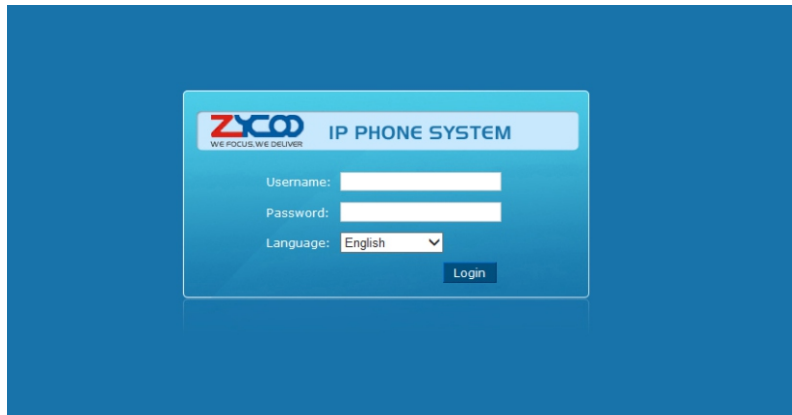 ZYCOO
IP PHONE SYSTEM
WE FOCUS, WE DELIVER
Username:
Password:
Language: English
Login